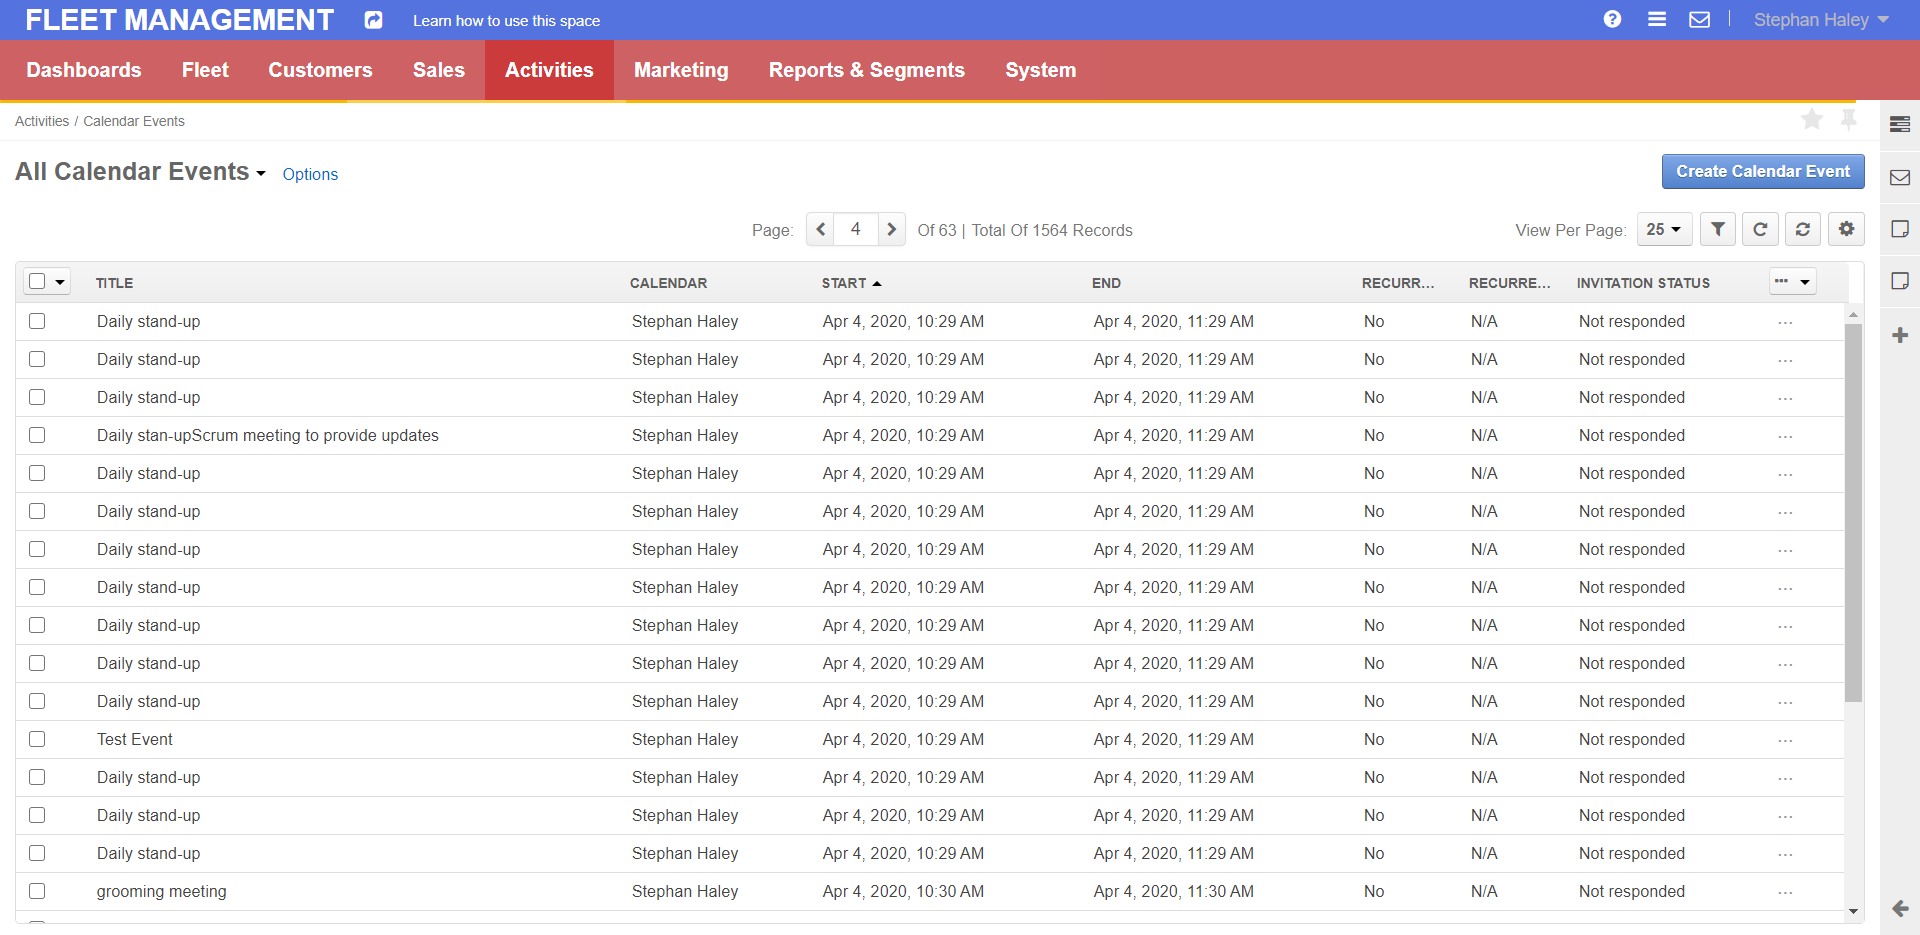 FLEET MANAGEMENT Learn how to use this space Stephan Haley
Dashboards Fleet Customers Sales Activities Marketing Reports & Segments System
Activities / Calendar Events
All Calendar Events Options Create Calendar Event
Page: 4 Of 63 | Total Of 1564 Records View Per Page: 25
TITLE CALENDAR START END RECURR... RECURRE... INVITATION STATUS
Daily stand-up Stephan Haley Apr 4, 2020, 10:29 AM Apr 4, 2020, 11:29 AM No N/A Not responded
Daily stand-up Stephan Haley Apr 4, 2020, 10:29 AM Apr 4, 2020, 11:29 AM No N/A Not responded
Daily stand-up Stephan Haley Apr 4, 2020, 10:29 AM Apr 4, 2020, 11:29 AM No N/A Not responded
Daily stan-upScrum meeting to provide updates Stephan Haley Apr 4, 2020, 10:29 AM Apr 4, 2020, 11:29 AM No N/A Not responded
Daily stand-up Stephan Haley Apr 4, 2020, 10:29 AM Apr 4, 2020, 11:29 AM No N/A Not responded
Daily stand-up Stephan Haley Apr 4, 2020, 10:29 AM Apr 4, 2020, 11:29 AM No N/A Not responded
Daily stand-up Stephan Haley Apr 4, 2020, 10:29 AM Apr 4, 2020, 11:29 AM No N/A Not responded
Daily stand-up Stephan Haley Apr 4, 2020, 10:29 AM Apr 4, 2020, 11:29 AM No N/A Not responded
Daily stand-up Stephan Haley Apr 4, 2020, 10:29 AM Apr 4, 2020, 11:29 AM No N/A Not responded
Daily stand-up Stephan Haley Apr 4, 2020, 10:29 AM Apr 4, 2020, 11:29 AM No N/A Not responded
Daily stand-up Stephan Haley Apr 4, 2020, 10:29 AM Apr 4, 2020, 11:29 AM No N/A Not responded
Test Event Stephan Haley Apr 4, 2020, 10:29 AM Apr 4, 2020, 11:29 AM No N/A Not responded
Daily stand-up Stephan Haley Apr 4, 2020, 10:29 AM Apr 4, 2020, 11:29 AM No N/A Not responded
Daily stand-up Stephan Haley Apr 4, 2020, 10:29 AM Apr 4, 2020, 11:29 AM No N/A Not responded
Daily stand-up Stephan Haley Apr 4, 2020, 10:29 AM Apr 4, 2020, 11:29 AM No N/A Not responded
grooming meeting Stephan Haley Apr 4, 2020, 10:30 AM Apr 4, 2020, 11:30 AM No N/A Not responded